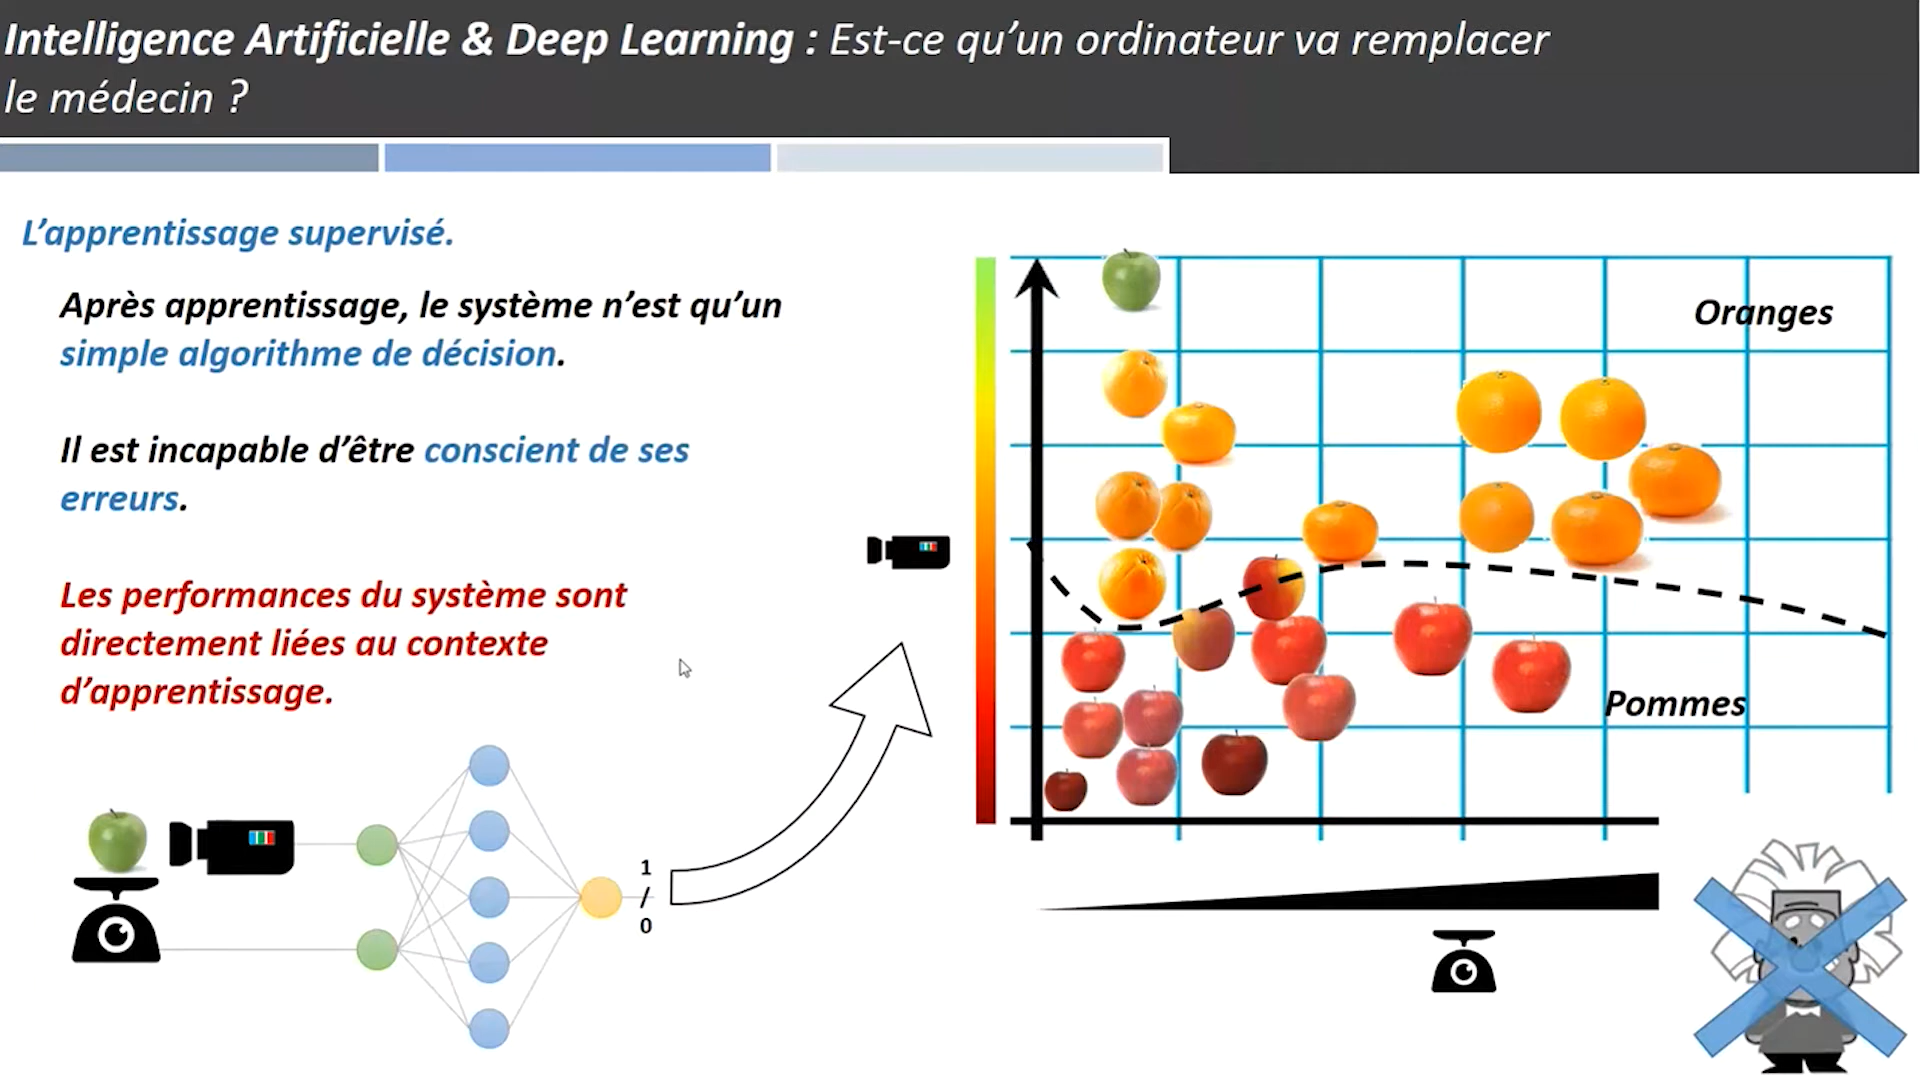 Intelligence Artificielle & Deep Learning : Est-ce qu’un ordinateur va remplacer
le médecin ?
L’apprentissage supervisé.
Après apprentissage, le système n’est qu’un
simple algorithme de décision.
Il est incapable d’être conscient de ses
erreurs.
Les performances du système sont
directement liées au contexte
d’apprentissage.
1
/
0
Oranges
Pommes